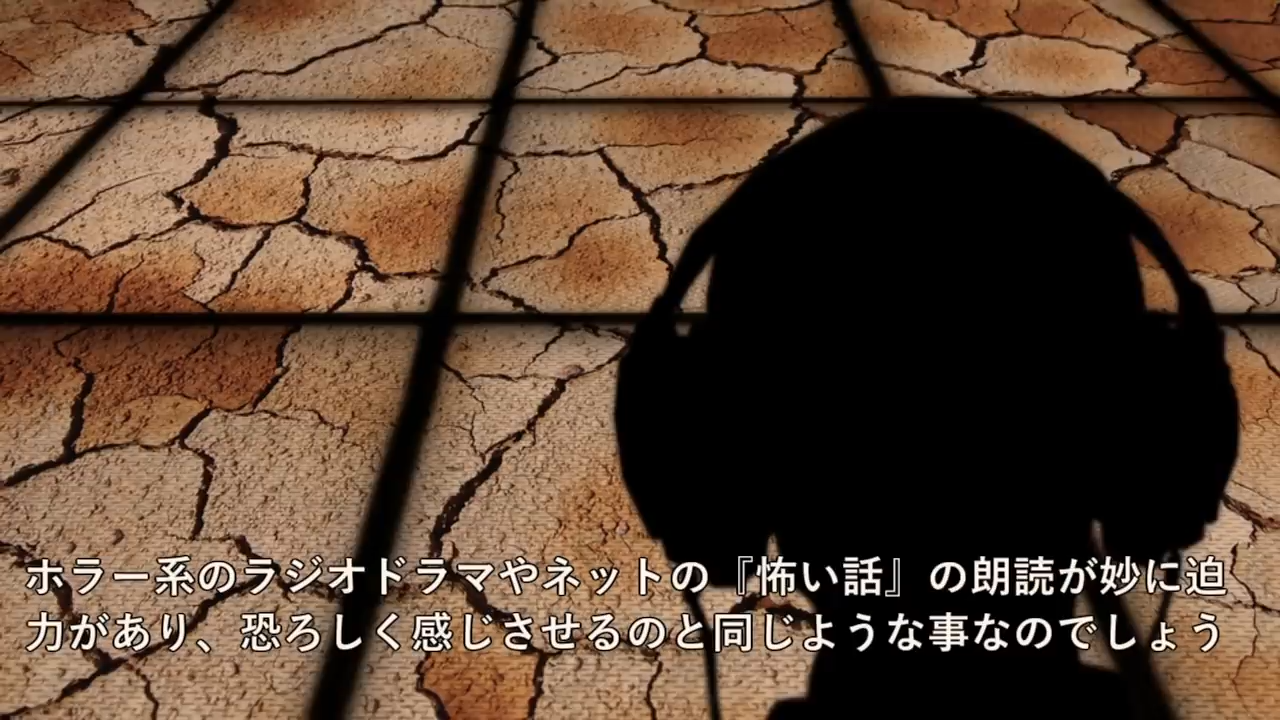 ホラー系のラジオドラマやネットの『怖い話』の朗読が妙に迫
力があり、恐ろしく感じさせるのと同じような事なのでしょう